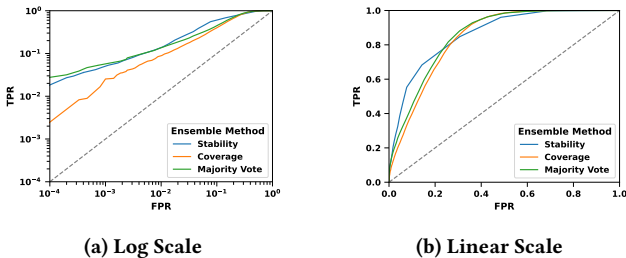 10⁰
10⁻¹
10⁻²
10⁻³
10⁻⁴
TPR
10⁻⁴ 10⁻³ 10⁻² 10⁻¹ 10⁰
FPR
Ensemble Method
Stability
Coverage
Majority Vote
(a) Log Scale
1.0
0.8
0.6
0.4
0.2
0.0
TPR
0.0 0.2 0.4 0.6 0.8 1.0
FPR
Ensemble Method
Stability
Coverage
Majority Vote
(b) Linear Scale